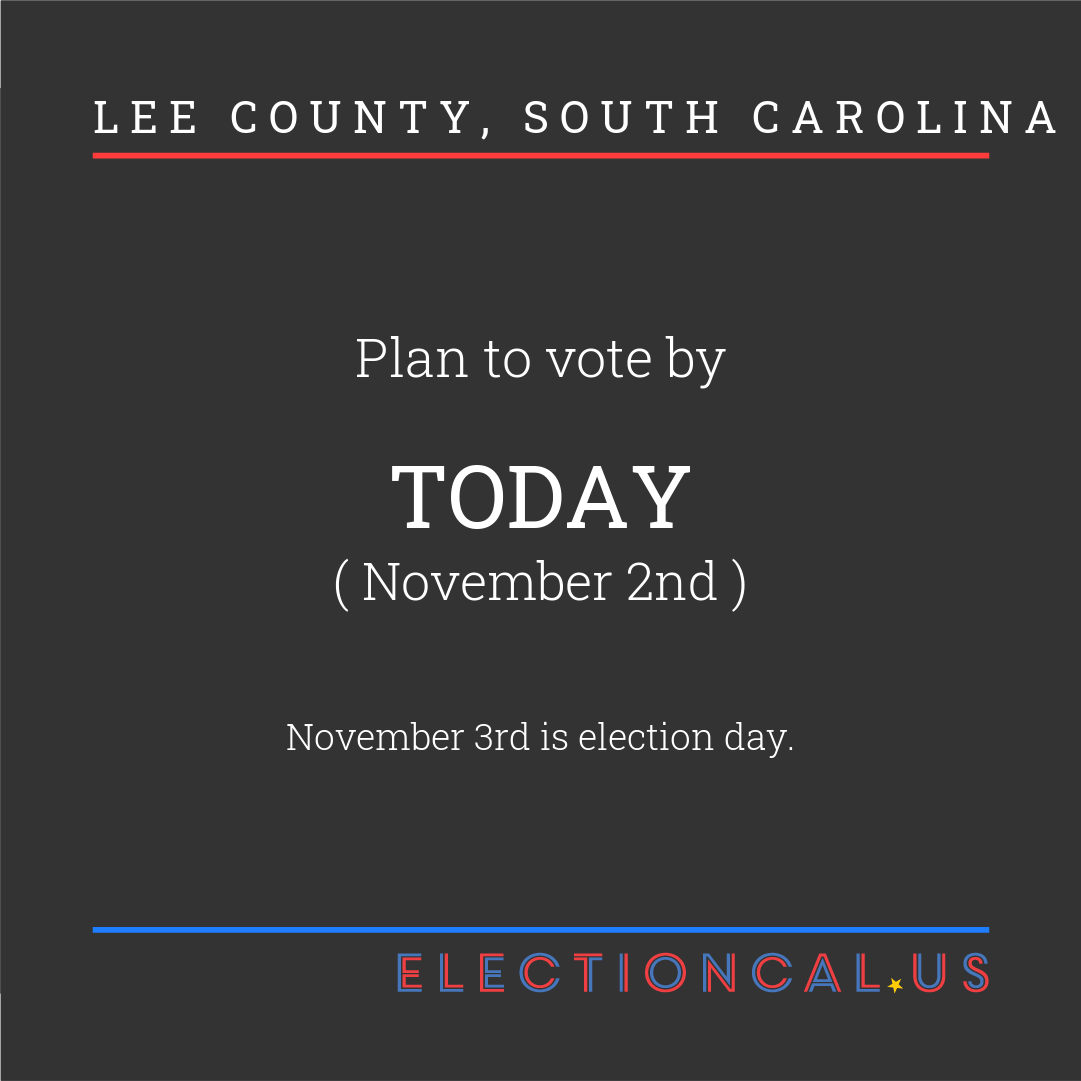 LEE COUNTY, SOUTH CAROLINA
Plan to vote by
TODAY
( November 2nd )
November 3rd is election day.
ELECTIONCAL.US